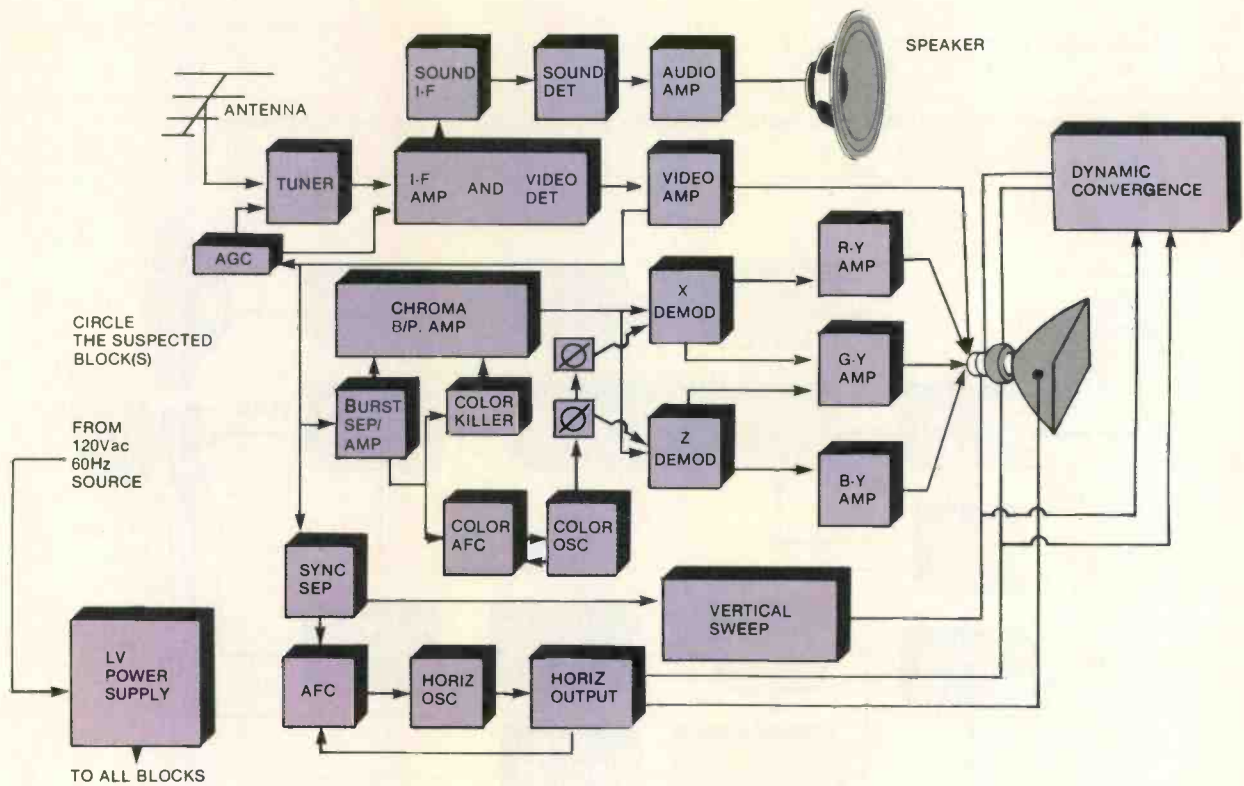 SPEAKER
SOUND
I-F
SOUND
DET
AUDIO
AMP
ANTENNA
TUNER
I-F AND VIDEO
AMP DET
VIDEO
AMP
DYNAMIC
CONVERGENCE
AGC
R-Y
AMP
CHROMA
B/P. AMP
X
DEMOD
CIRCLE
THE SUSPECTED
BLOCK(S)
Ø
G-Y
AMP
BURST
SEP/
AMP
COLOR
KILLER
Ø
Z
DEMOD
FROM
120Vac
60Hz
SOURCE
B-Y
AMP
COLOR
AFC
COLOR
OSC
SYNC
SEP
VERTICAL
SWEEP
LV
POWER
SUPPLY
AFC
HORIZ
OSC
HORIZ
OUTPUT
TO ALL BLOCKS